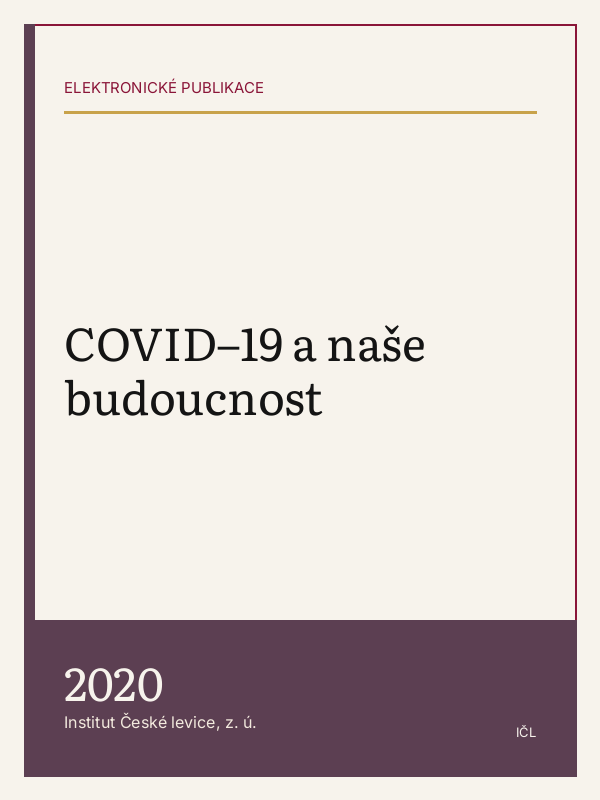 ELEKTRONICKÉ PUBLIKACE
COVID–19 a naše
budoucnost
2020
Institut České levice, z. ú.
IČL